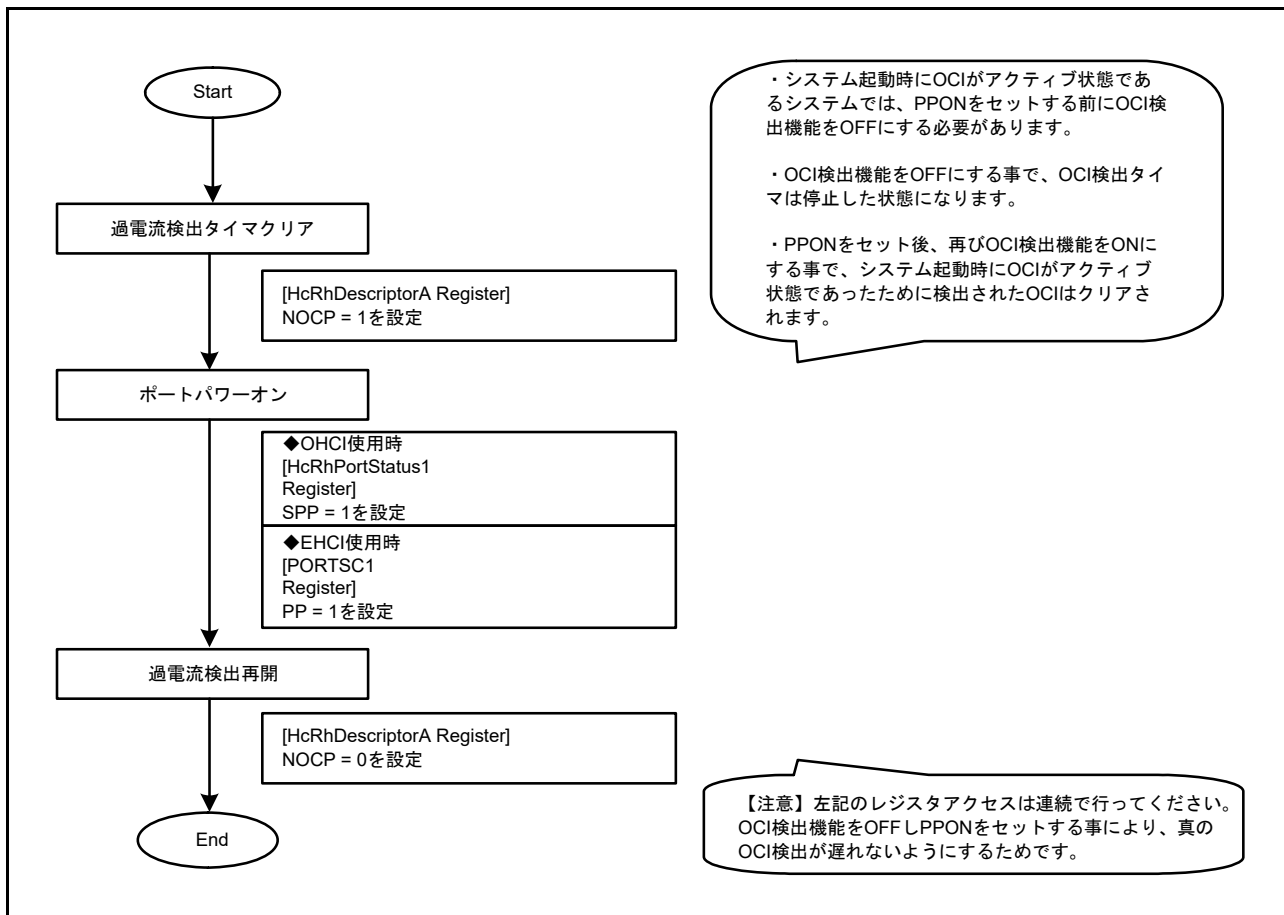 Start
過電流検出タイマクリア
[HcRhDescriptorA Register]
NOCP = 1を設定
ポートパワーオン
◆OHCI使用時
[HcRhPortStatus1
Register]
SPP = 1を設定
◆EHCI使用時
[PORTSC1
Register]
PP = 1を設定
過電流検出再開
[HcRhDescriptorA Register]
NOCP = 0を設定
End
・システム起動時にOCIがアクティブ状態であ
るシステムでは、PPONをセットする前にOCI検
出機能をOFFにする必要があります。
・OCI検出機能をOFFにする事で、OCI検出タイ
マは停止した状態になります。
・PPONをセット後、再びOCI検出機能をONに
する事で、システム起動時にOCIがアクティブ
状態であったために検出されたOCIはクリアさ
れます。
【注意】左記のレジスタアクセスは連続で行ってください。
OCI検出機能をOFFしPPONをセットする事により、真の
OCI検出が遅れないようにするためです。